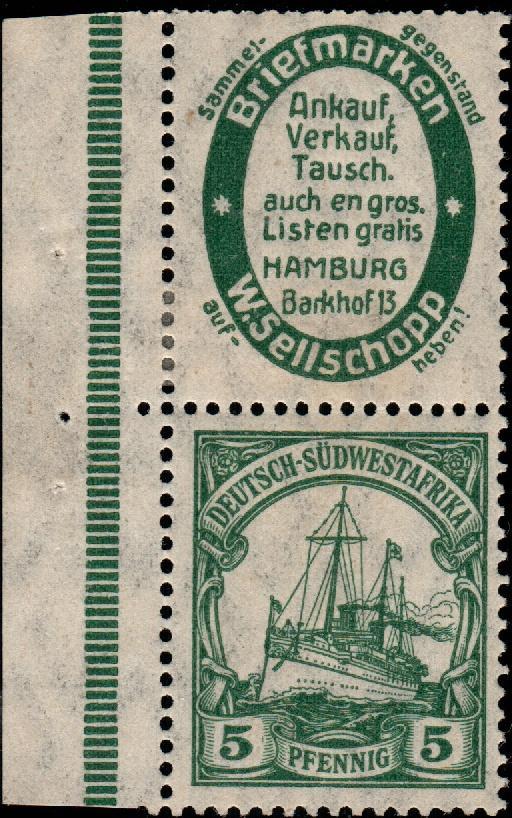 Sammel-
gegenstand
Briefmarken
Ankauf,
Verkauf,
Tausch.
auch en gros.
Listen gratis
HAMBURG
Barkhof 13
W. Sellschopp
auf-
heben!
DEUTSCH-SÜDWESTAFRIKA
5 PFENNIG 5